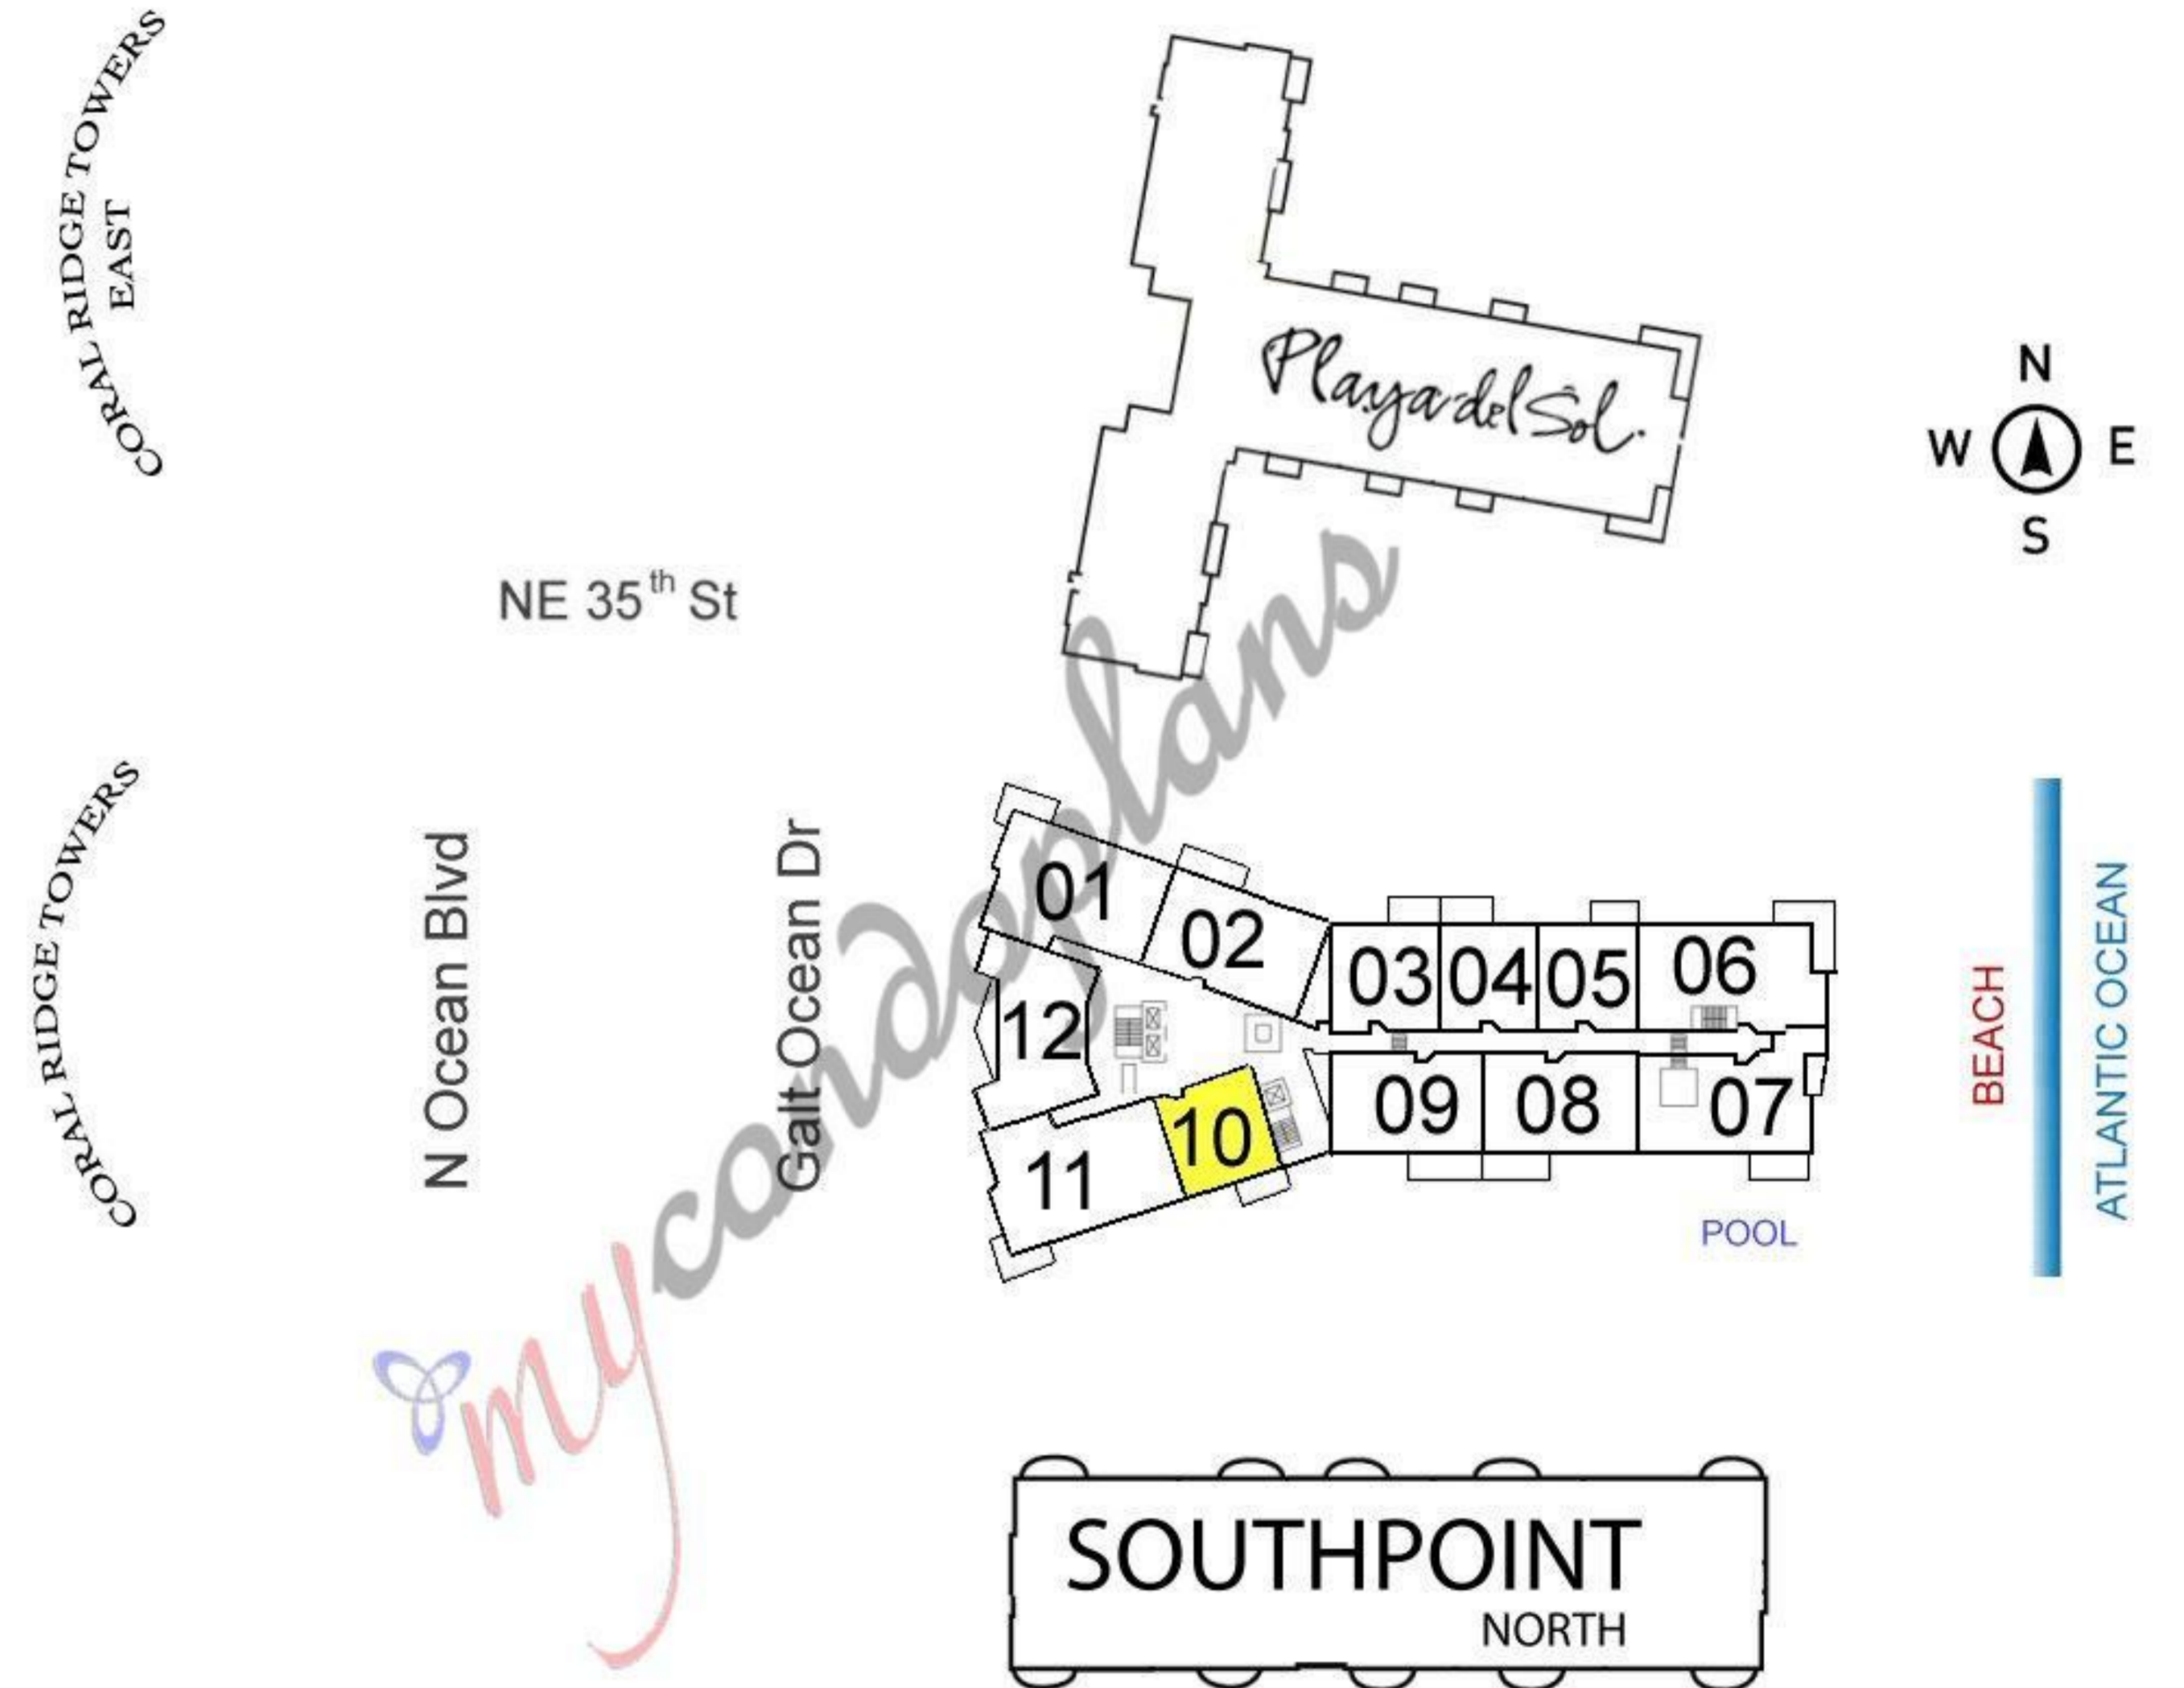 CORAL RIDGE TOWERS
EAST
Playa del Sol.
N
W E
S
NE 35th St
CORAL RIDGE TOWERS
N Ocean Blvd
Galt Ocean Dr
01
02
03
04
05
06
12
09
08
07
10
11
BEACH
ATLANTIC OCEAN
POOL
mycondoplans
SOUTHPOINT
NORTH